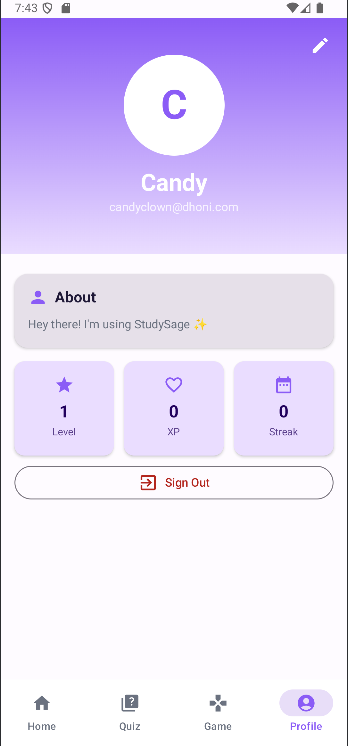 7:43
C
Candy
candyclown@dhoni.com
About
Hey there! I'm using StudySage ✨
1
Level
0
XP
0
Streak
Sign Out
Home
Quiz
Game
Profile